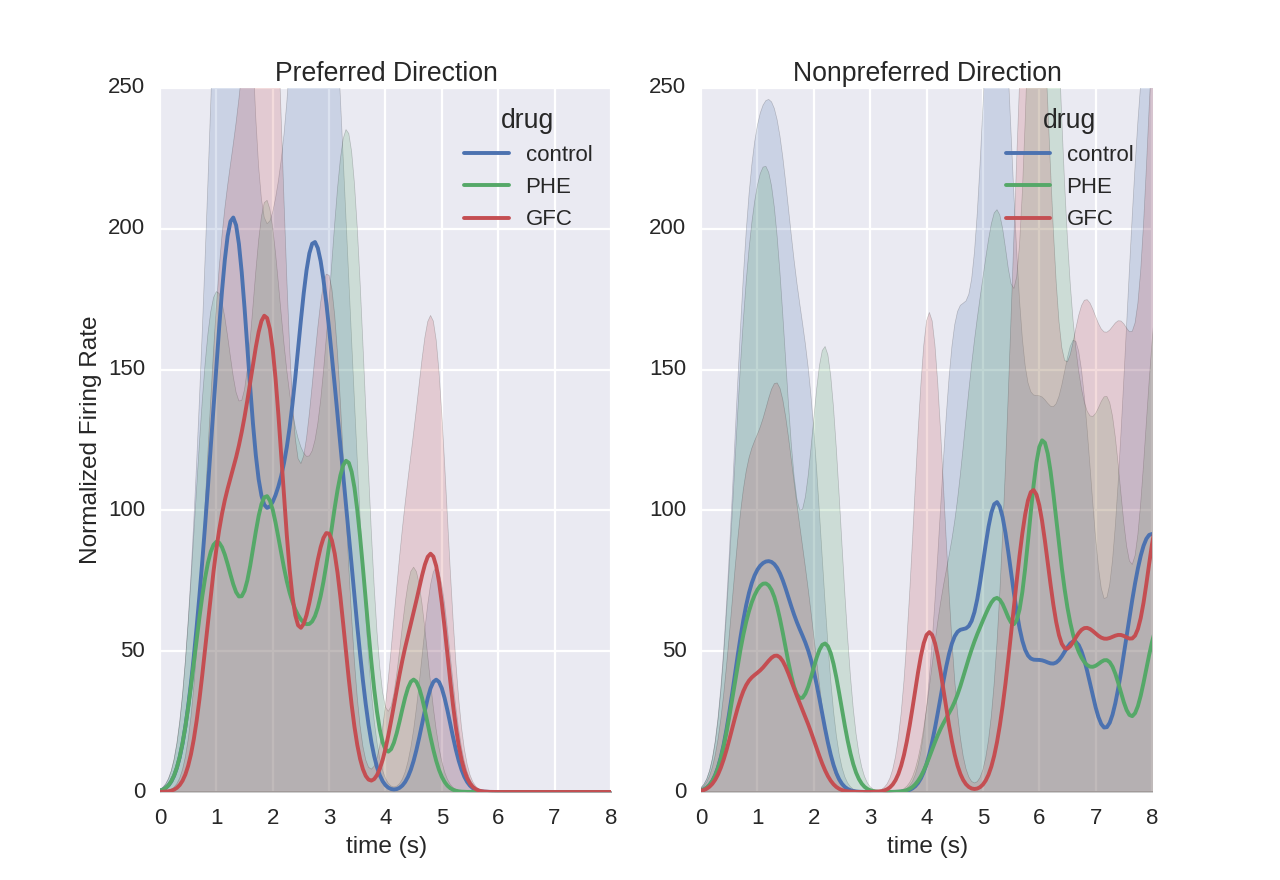 Preferred Direction
250
200
150
100
50
0
Normalized Firing Rate
drug
control
PHE
GFC
0 1 2 3 4 5 6 7 8
time (s)
Nonpreferred Direction
250
200
150
100
50
0
drug
control
PHE
GFC
0 1 2 3 4 5 6 7 8
time (s)